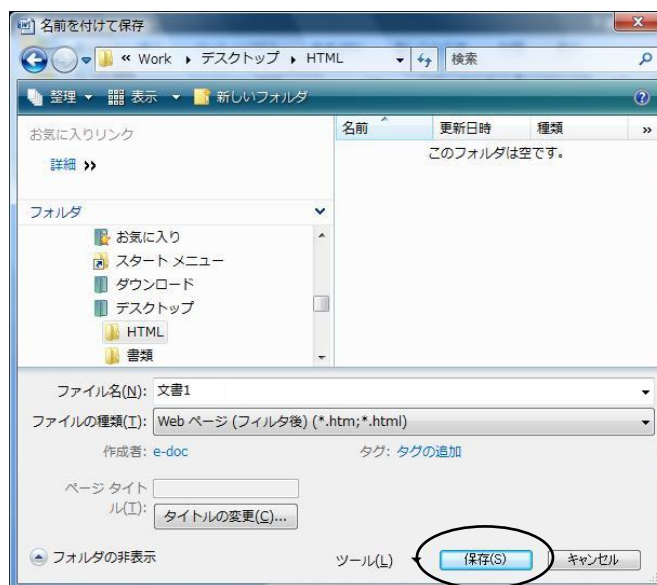 名前を付けて保存
« Work ▸ デスクトップ ▸ HTML 検索
整理 表示 新しいフォルダ
お気に入りリンク
名前 更新日時 種類 »
このフォルダは空です。
詳細 »
フォルダ
お気に入り
スタート メニュー
ダウンロード
デスクトップ
HTML
書類
ファイル名(N): 文書1
ファイルの種類(T): Web ページ (フィルタ後) (*.htm;*.html)
作成者: e-doc タグ: タグの追加
ページ タイト
ル(I):
タイトルの変更(C)...
フォルダの非表示 ツール(L) 保存(S) キャンセル